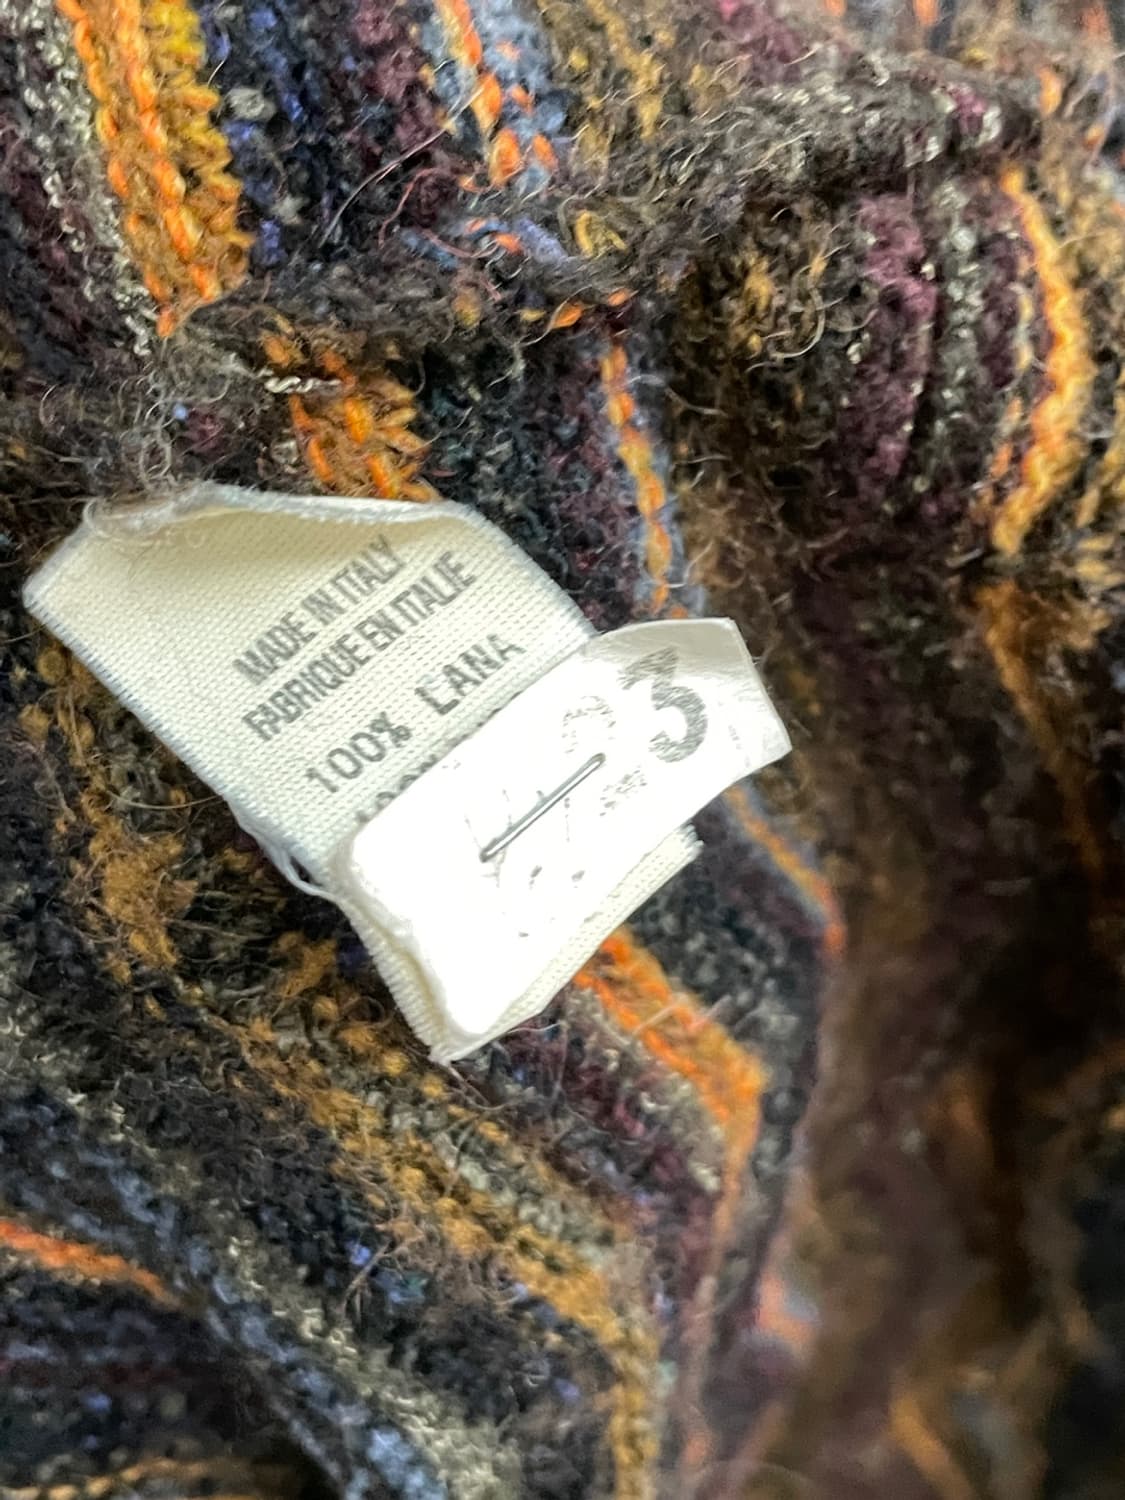 MADE IN ITALY
FABRIQUE EN ITALIE
100% LANA
3